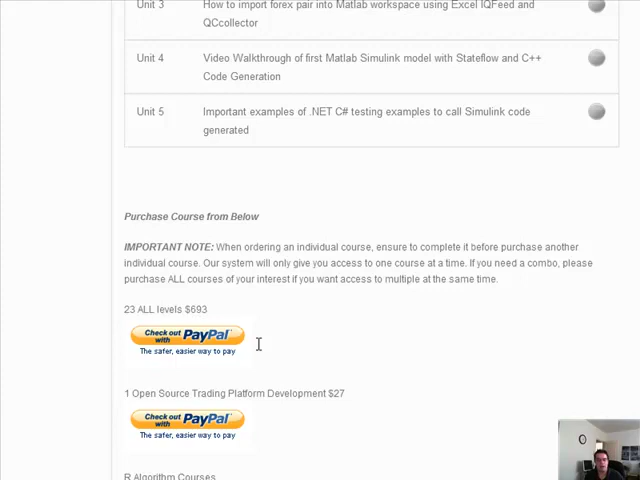 Unit 3 How to import forex pair into Matlab workspace using Excel IQFeed and
QCcollector
Unit 4 Video Walkthrough of first Matlab Simulink model with Stateflow and C++
Code Generation
Unit 5 Important examples of .NET C# testing examples to call Simulink code
generated
Purchase Course from Below
IMPORTANT NOTE: When ordering an individual course, ensure to complete it before purchase another
individual course. Our system will only give you access to one course at a time. If you need a combo, please
purchase ALL courses of your interest if you want access to multiple at the same time.
23 ALL levels $693
Check out with PayPal
The safer, easier way to pay
1 Open Source Trading Platform Development $27
Check out with PayPal
The safer, easier way to pay
R Algorithm Courses